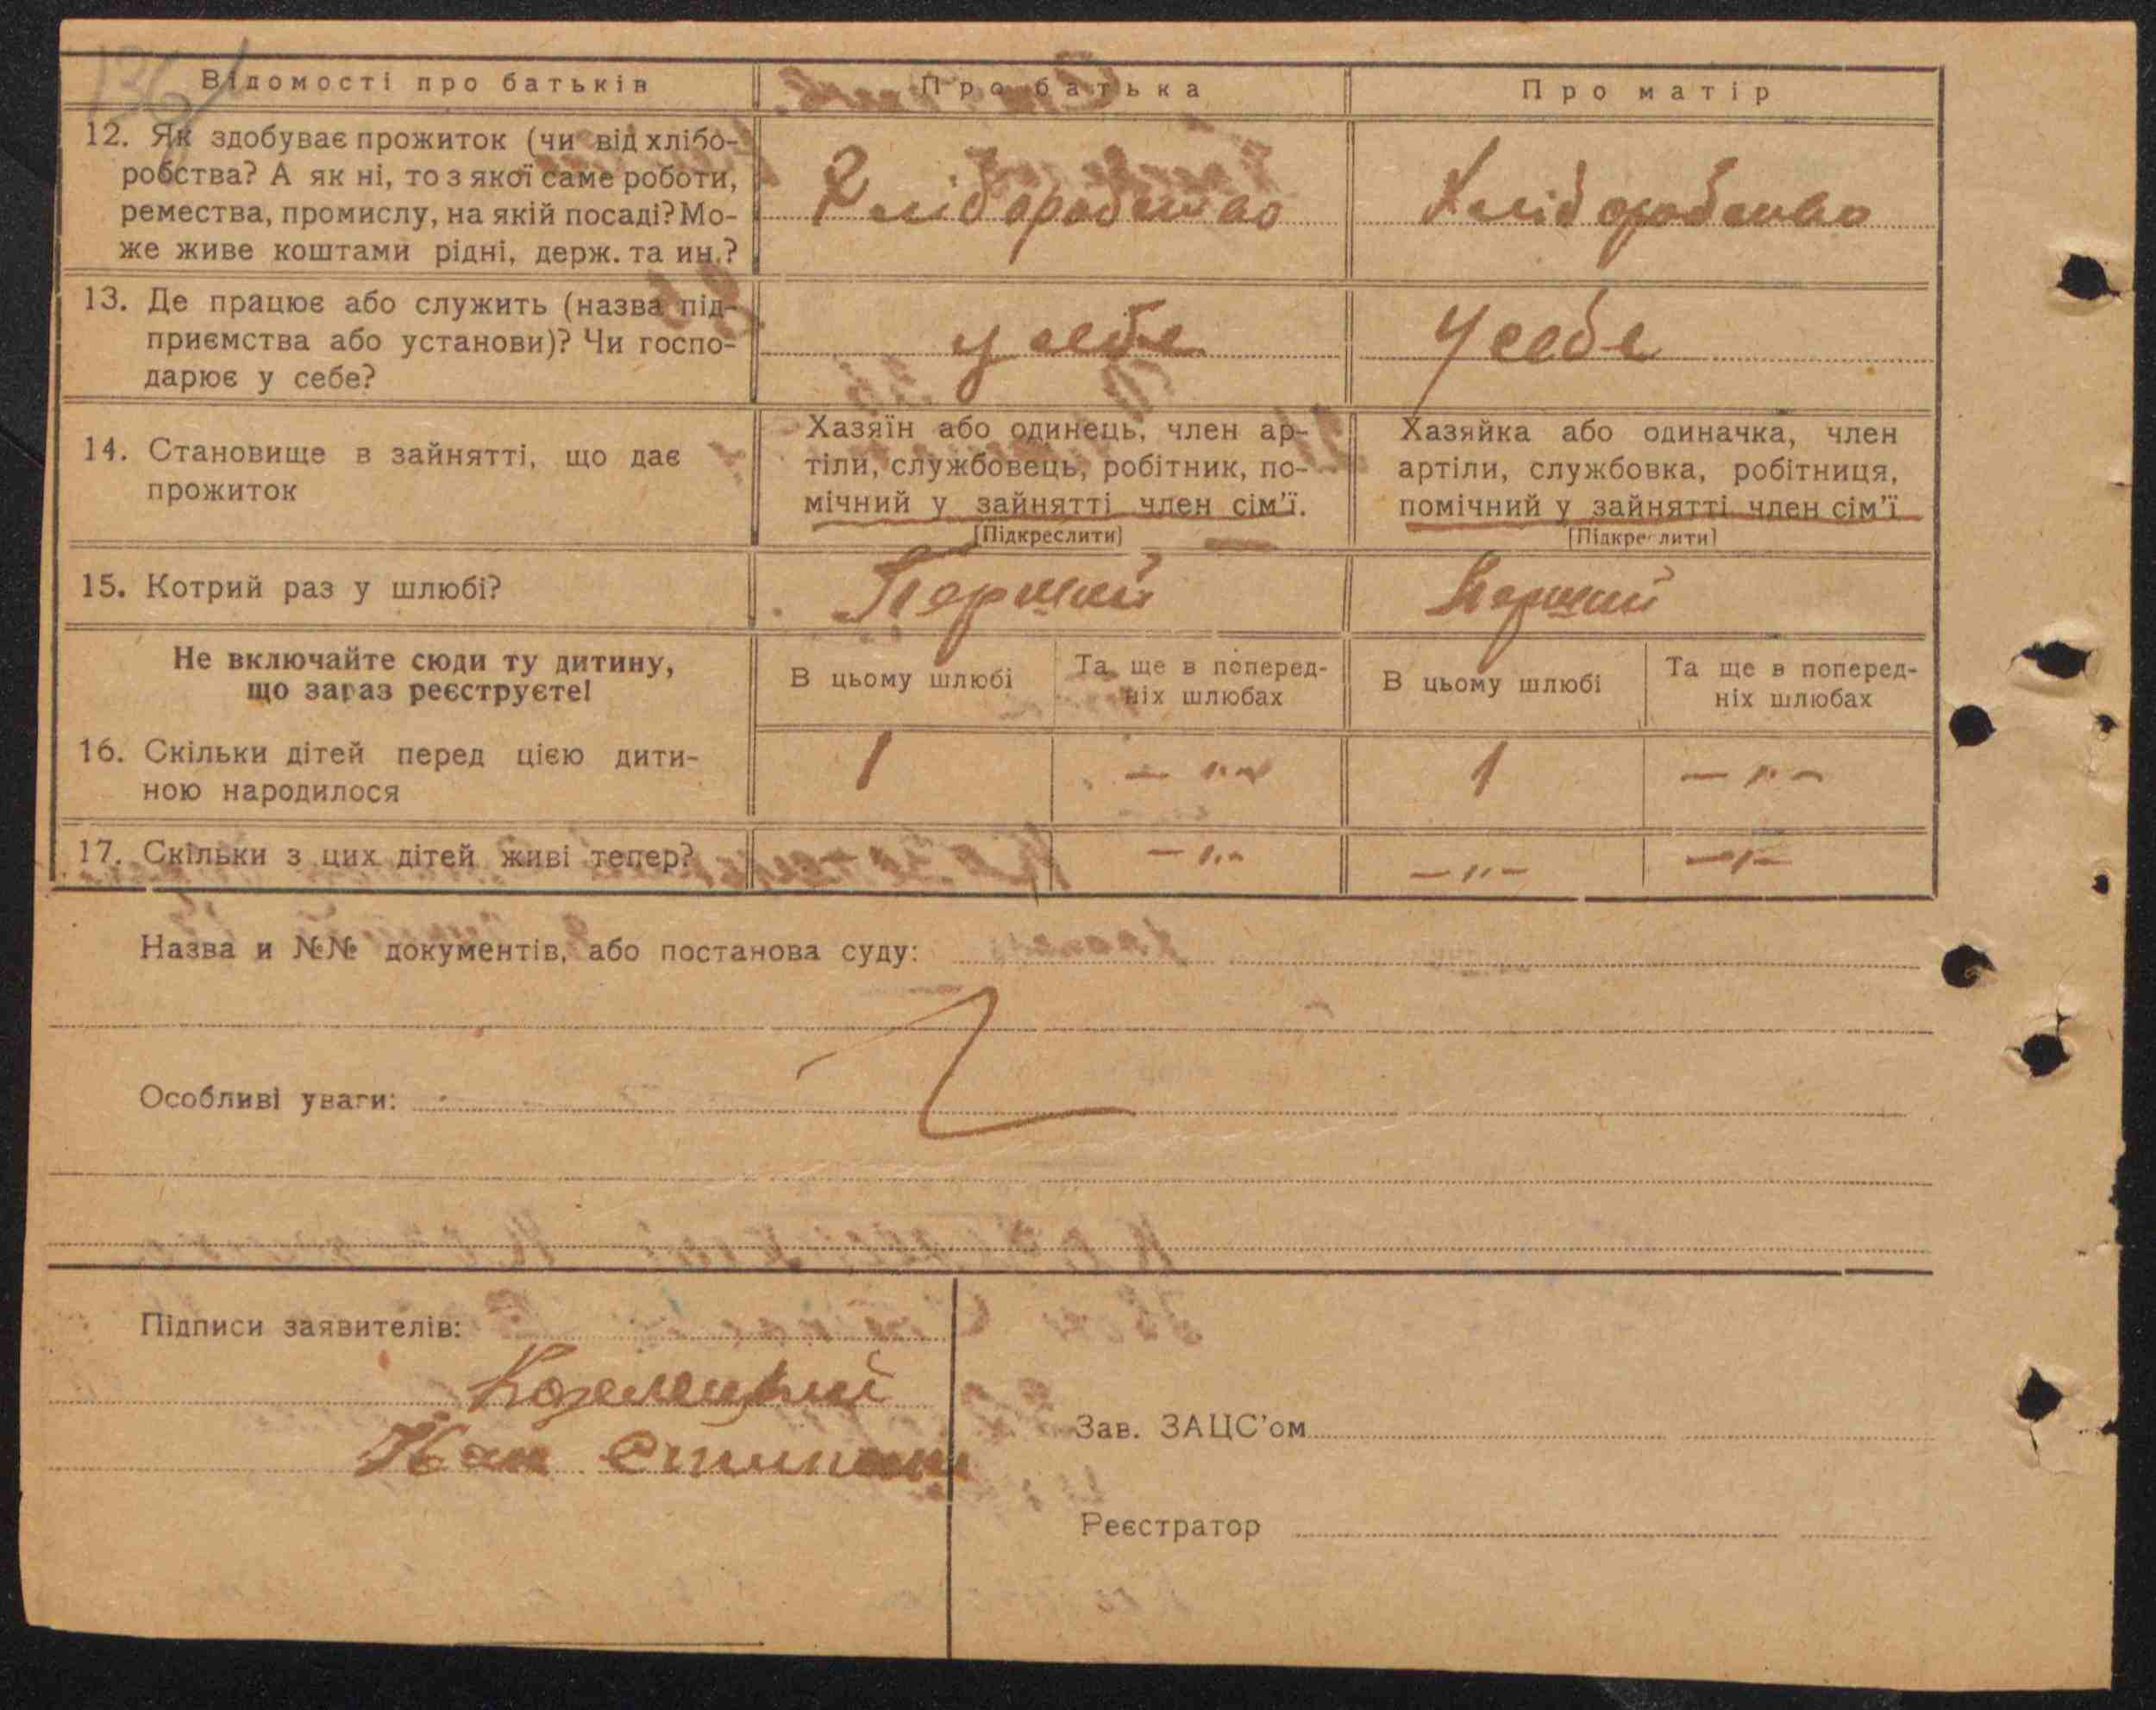 Відомості про батьків
Про батька
Про матір
12. Як здобуває прожиток (чи від хлібо-
робства? А як ні, то з якої саме роботи,
ремества, промислу, на якій посаді? Мо-
же живе коштами рідні, держ. та ин.?
Хліборобство
Хліборобство
13. Де працює або служить (назва під-
приємства або установи)? Чи госпо-
дарює у себе?
у себе
У себе
14. Становище в зайнятті, що дає
прожиток
Хазяїн або одинець, член ар-
тіли, службовець, робітник, по-
мічний у зайнятті член сім'ї.
[Підкреслити]
Хазяйка або одиначка, член
артіли, службовка, робітниця,
помічний у зайнятті член сім'ї
[Підкреслити]
15. Котрий раз у шлюбі?
Перший
Перший
Не включайте сюди ту дитину,
що зараз реєструєте!
В цьому шлюбі
Та ще в поперед-
ніх шлюбах
В цьому шлюбі
Та ще в поперед-
ніх шлюбах
16. Скільки дітей перед цією дити-
ною народилося
1
— " —
1
— " —
17. Скільки з цих дітей живі тепер?
— " —
— " —
— " —
Назва и №№ документів, або постанова суду:
Особливі уваги:
Підписи заявителів:
Іван
Зав. ЗАЦС'ом
Реєстратор